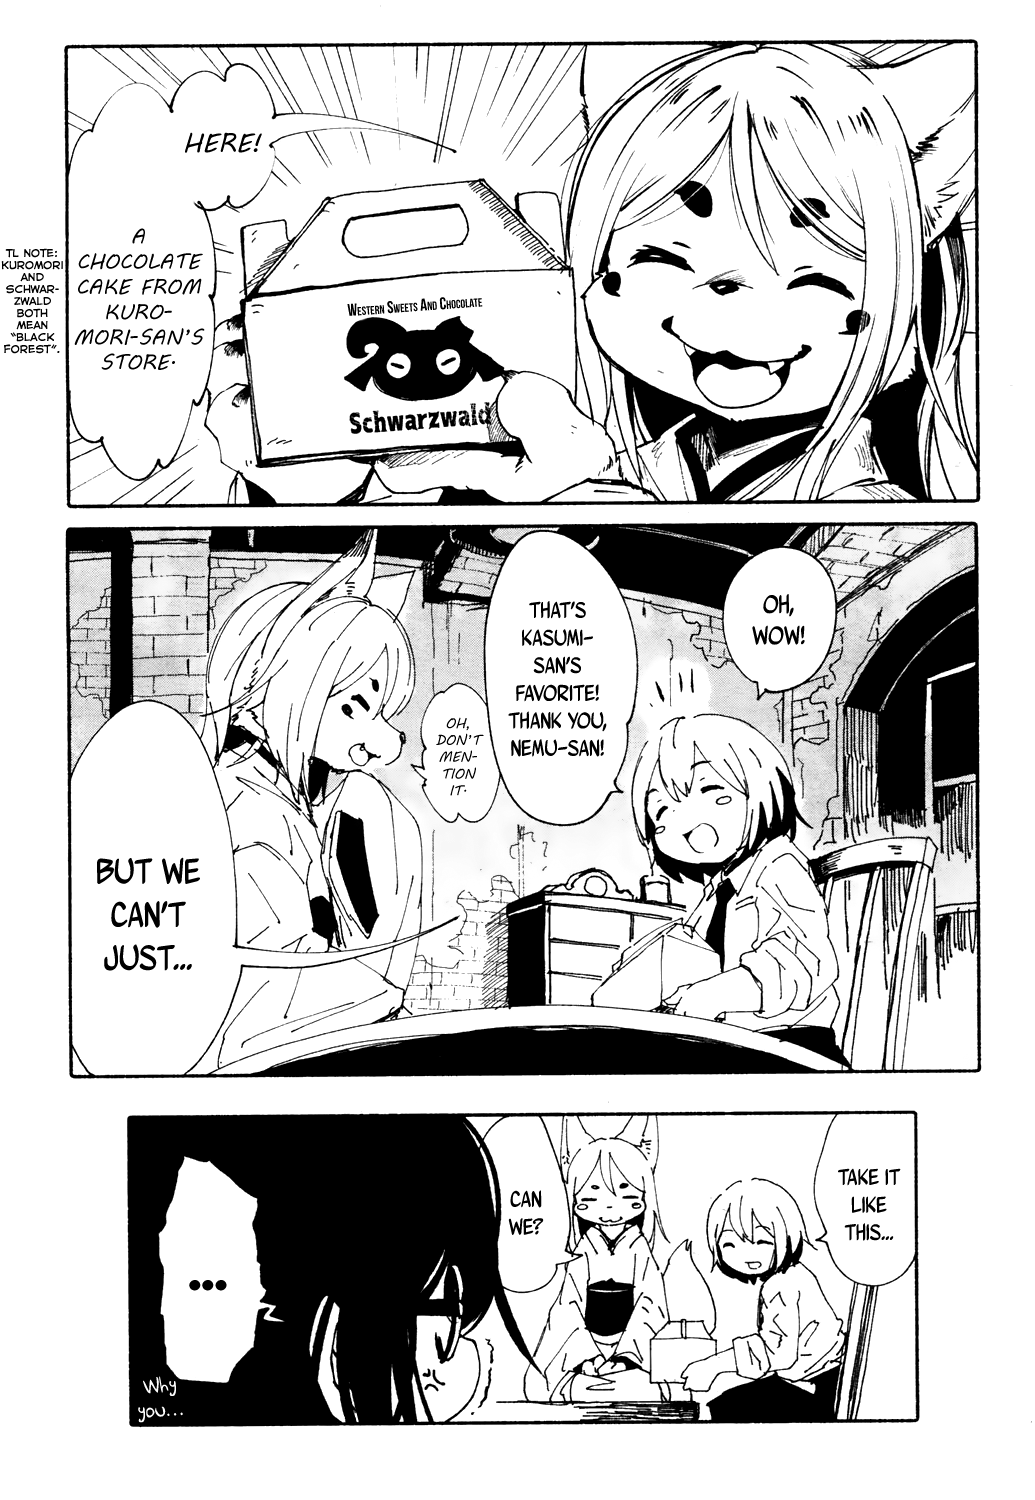 HERE!
A
CHOCOLATE
CAKE FROM
KURO-
MORI-SAN'S
STORE.
TL NOTE:
KUROMORI
AND
SCHWAR-
ZWALD
BOTH
MEAN
"BLACK
FOREST".
WESTERN SWEETS AND CHOCOLATE
Schwarzwald
OH,
WOW!
THAT'S
KASUMI-
SAN'S
FAVORITE!
THANK YOU,
NEMU-SAN!
OH,
DON'T
MEN-
TION
IT.
BUT WE
CAN'T
JUST...
TAKE IT
LIKE
THIS...
CAN
WE?
...
Why
you...